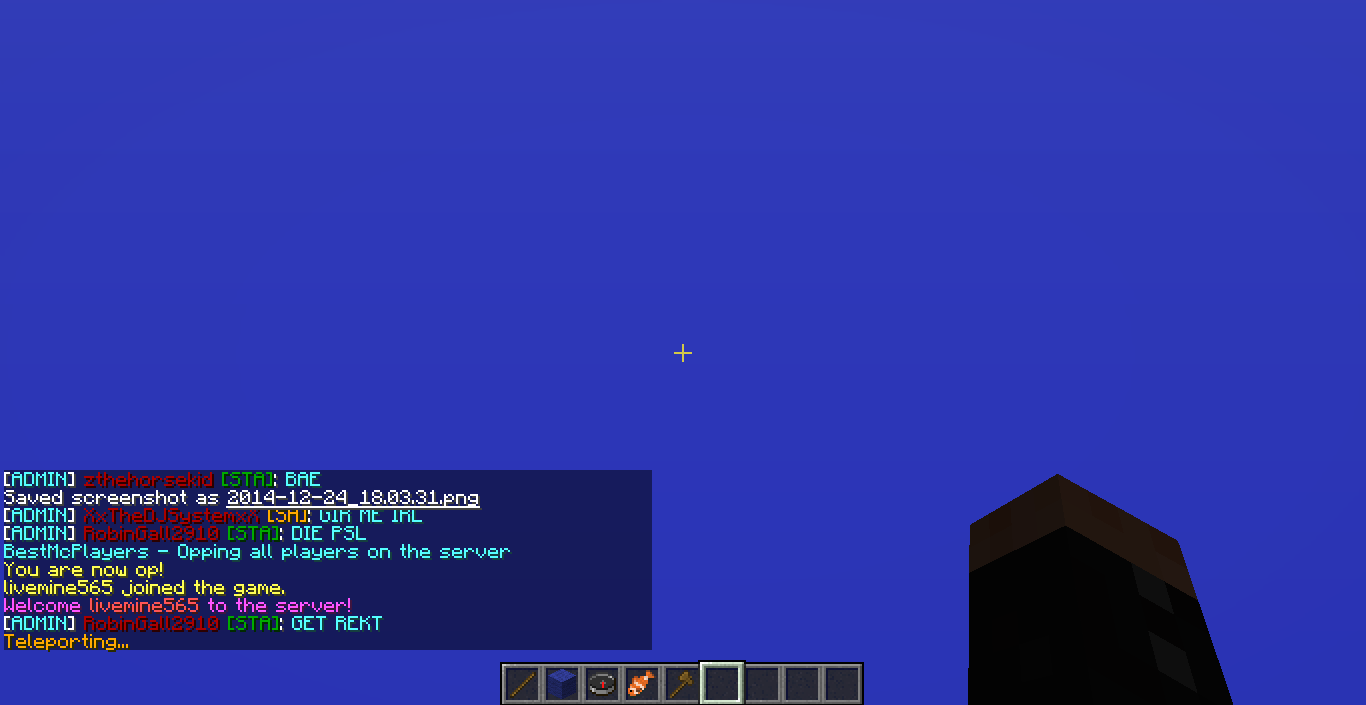 [ADMIN] zthehorsekid [STA]: BAE
Saved screenshot as 2014-12-24_18.03.31.png
[ADMIN] XxTheDJSystemxX [SA]: GIR ME IRL
[ADMIN] RobinGall2910 [STA]: DIE PSL
BestMcPlayers - Opping all players on the server
You are now op!
livemine565 joined the game.
Welcome livemine565 to the server!
[ADMIN] RobinGall2910 [STA]: GET REKT
Teleporting...